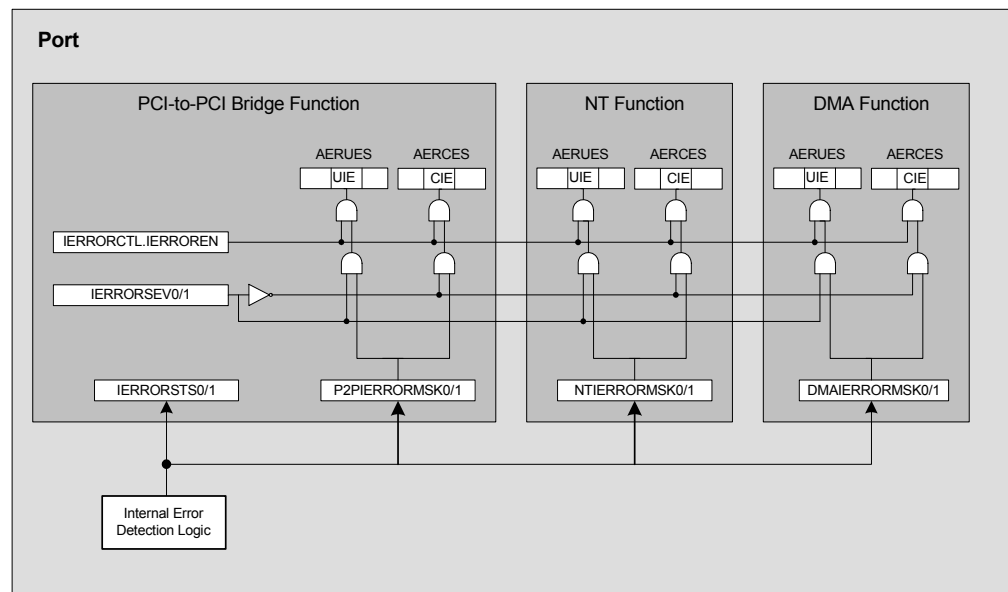 Port
PCI-to-PCI Bridge Function
NT Function
DMA Function
AERUES
AERCES
AERUES
AERCES
AERUES
AERCES
UIE
CIE
UIE
CIE
UIE
CIE
IERRORCTL.IERROREN
IERRORSEV0/1
IERRORSTS0/1
P2PIERRORMSK0/1
NTIERRORMSK0/1
DMAIERRORMSK0/1
Internal Error
Detection Logic